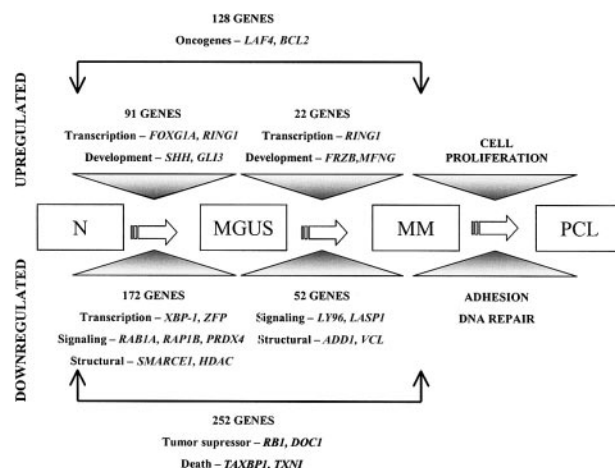 128 GENES
Oncogenes – LAF4, BCL2
UPREGULATED
91 GENES
Transcription – FOXG1A, RING1
Development – SHH, GLI3
22 GENES
Transcription – RING1
Development – FRZB,MFNG
CELL
PROLIFERATION
N
MGUS
MM
PCL
DOWNREGULATED
172 GENES
Transcription – XBP-1, ZFP
Signaling – RAB1A, RAP1B, PRDX4
Structural – SMARCE1, HDAC
52 GENES
Signaling – LY96, LASP1
Structural – ADD1, VCL
ADHESION
DNA REPAIR
252 GENES
Tumor supressor – RB1, DOC1
Death – TAXBP1, TXNI